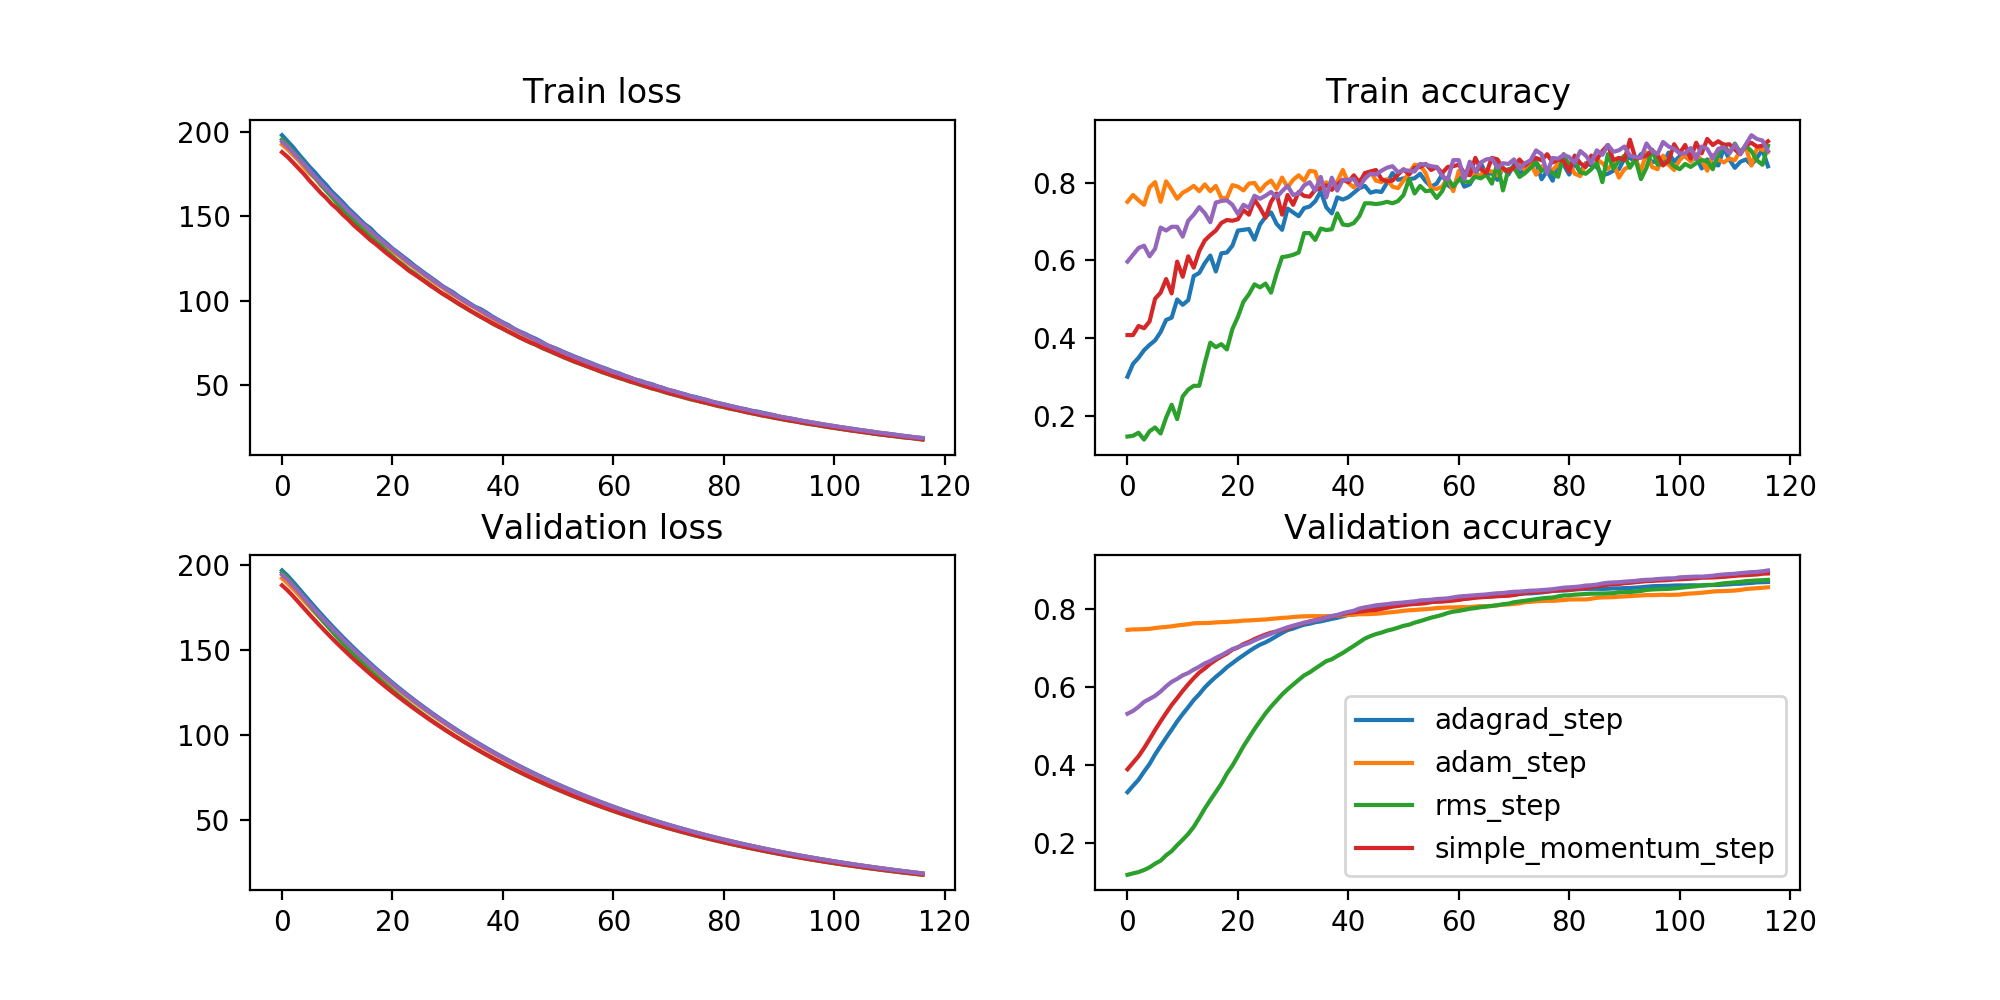 Train loss
200
150
100
50
0 20 40 60 80 100 120
Train accuracy
0.8
0.6
0.4
0.2
0 20 40 60 80 100 120
Validation loss
200
150
100
50
0 20 40 60 80 100 120
Validation accuracy
0.8
0.6
0.4
0.2
0 20 40 60 80 100 120
adagrad_step
adam_step
rms_step
simple_momentum_step